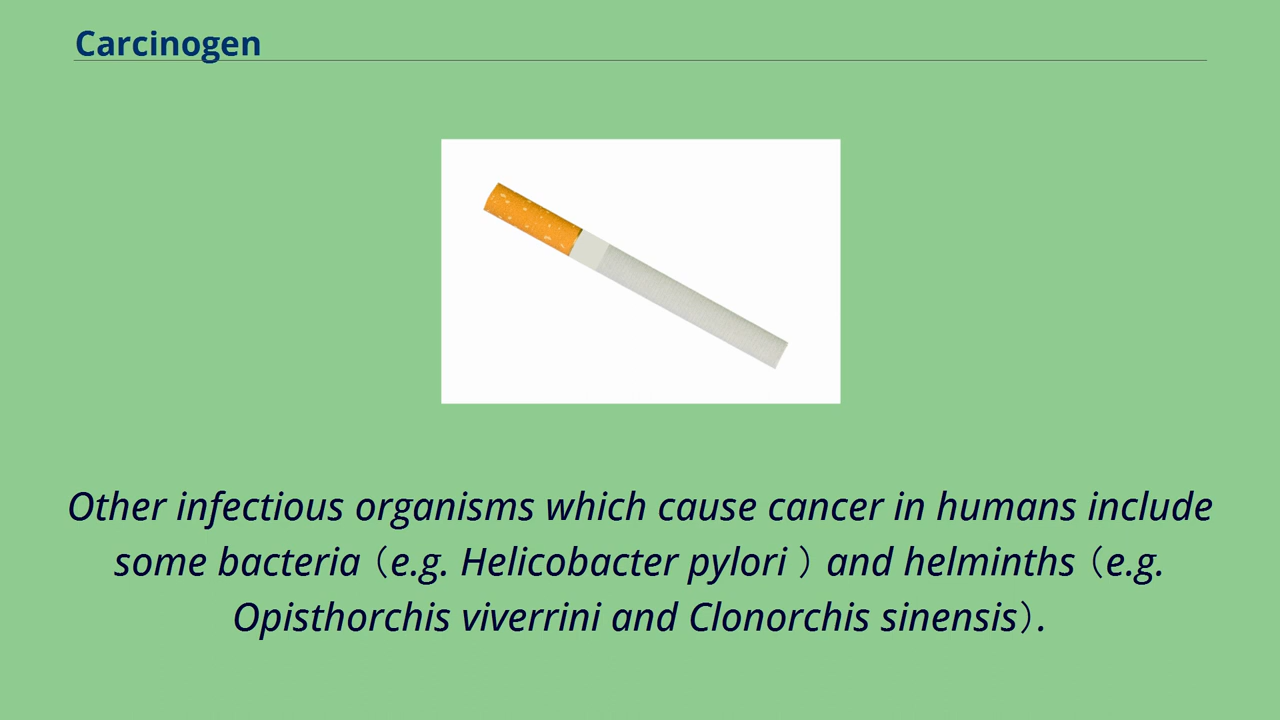 Carcinogen
Other infectious organisms which cause cancer in humans include
some bacteria（e.g. Helicobacter pylori ）and helminths（e.g.
Opisthorchis viverrini and Clonorchis sinensis）.